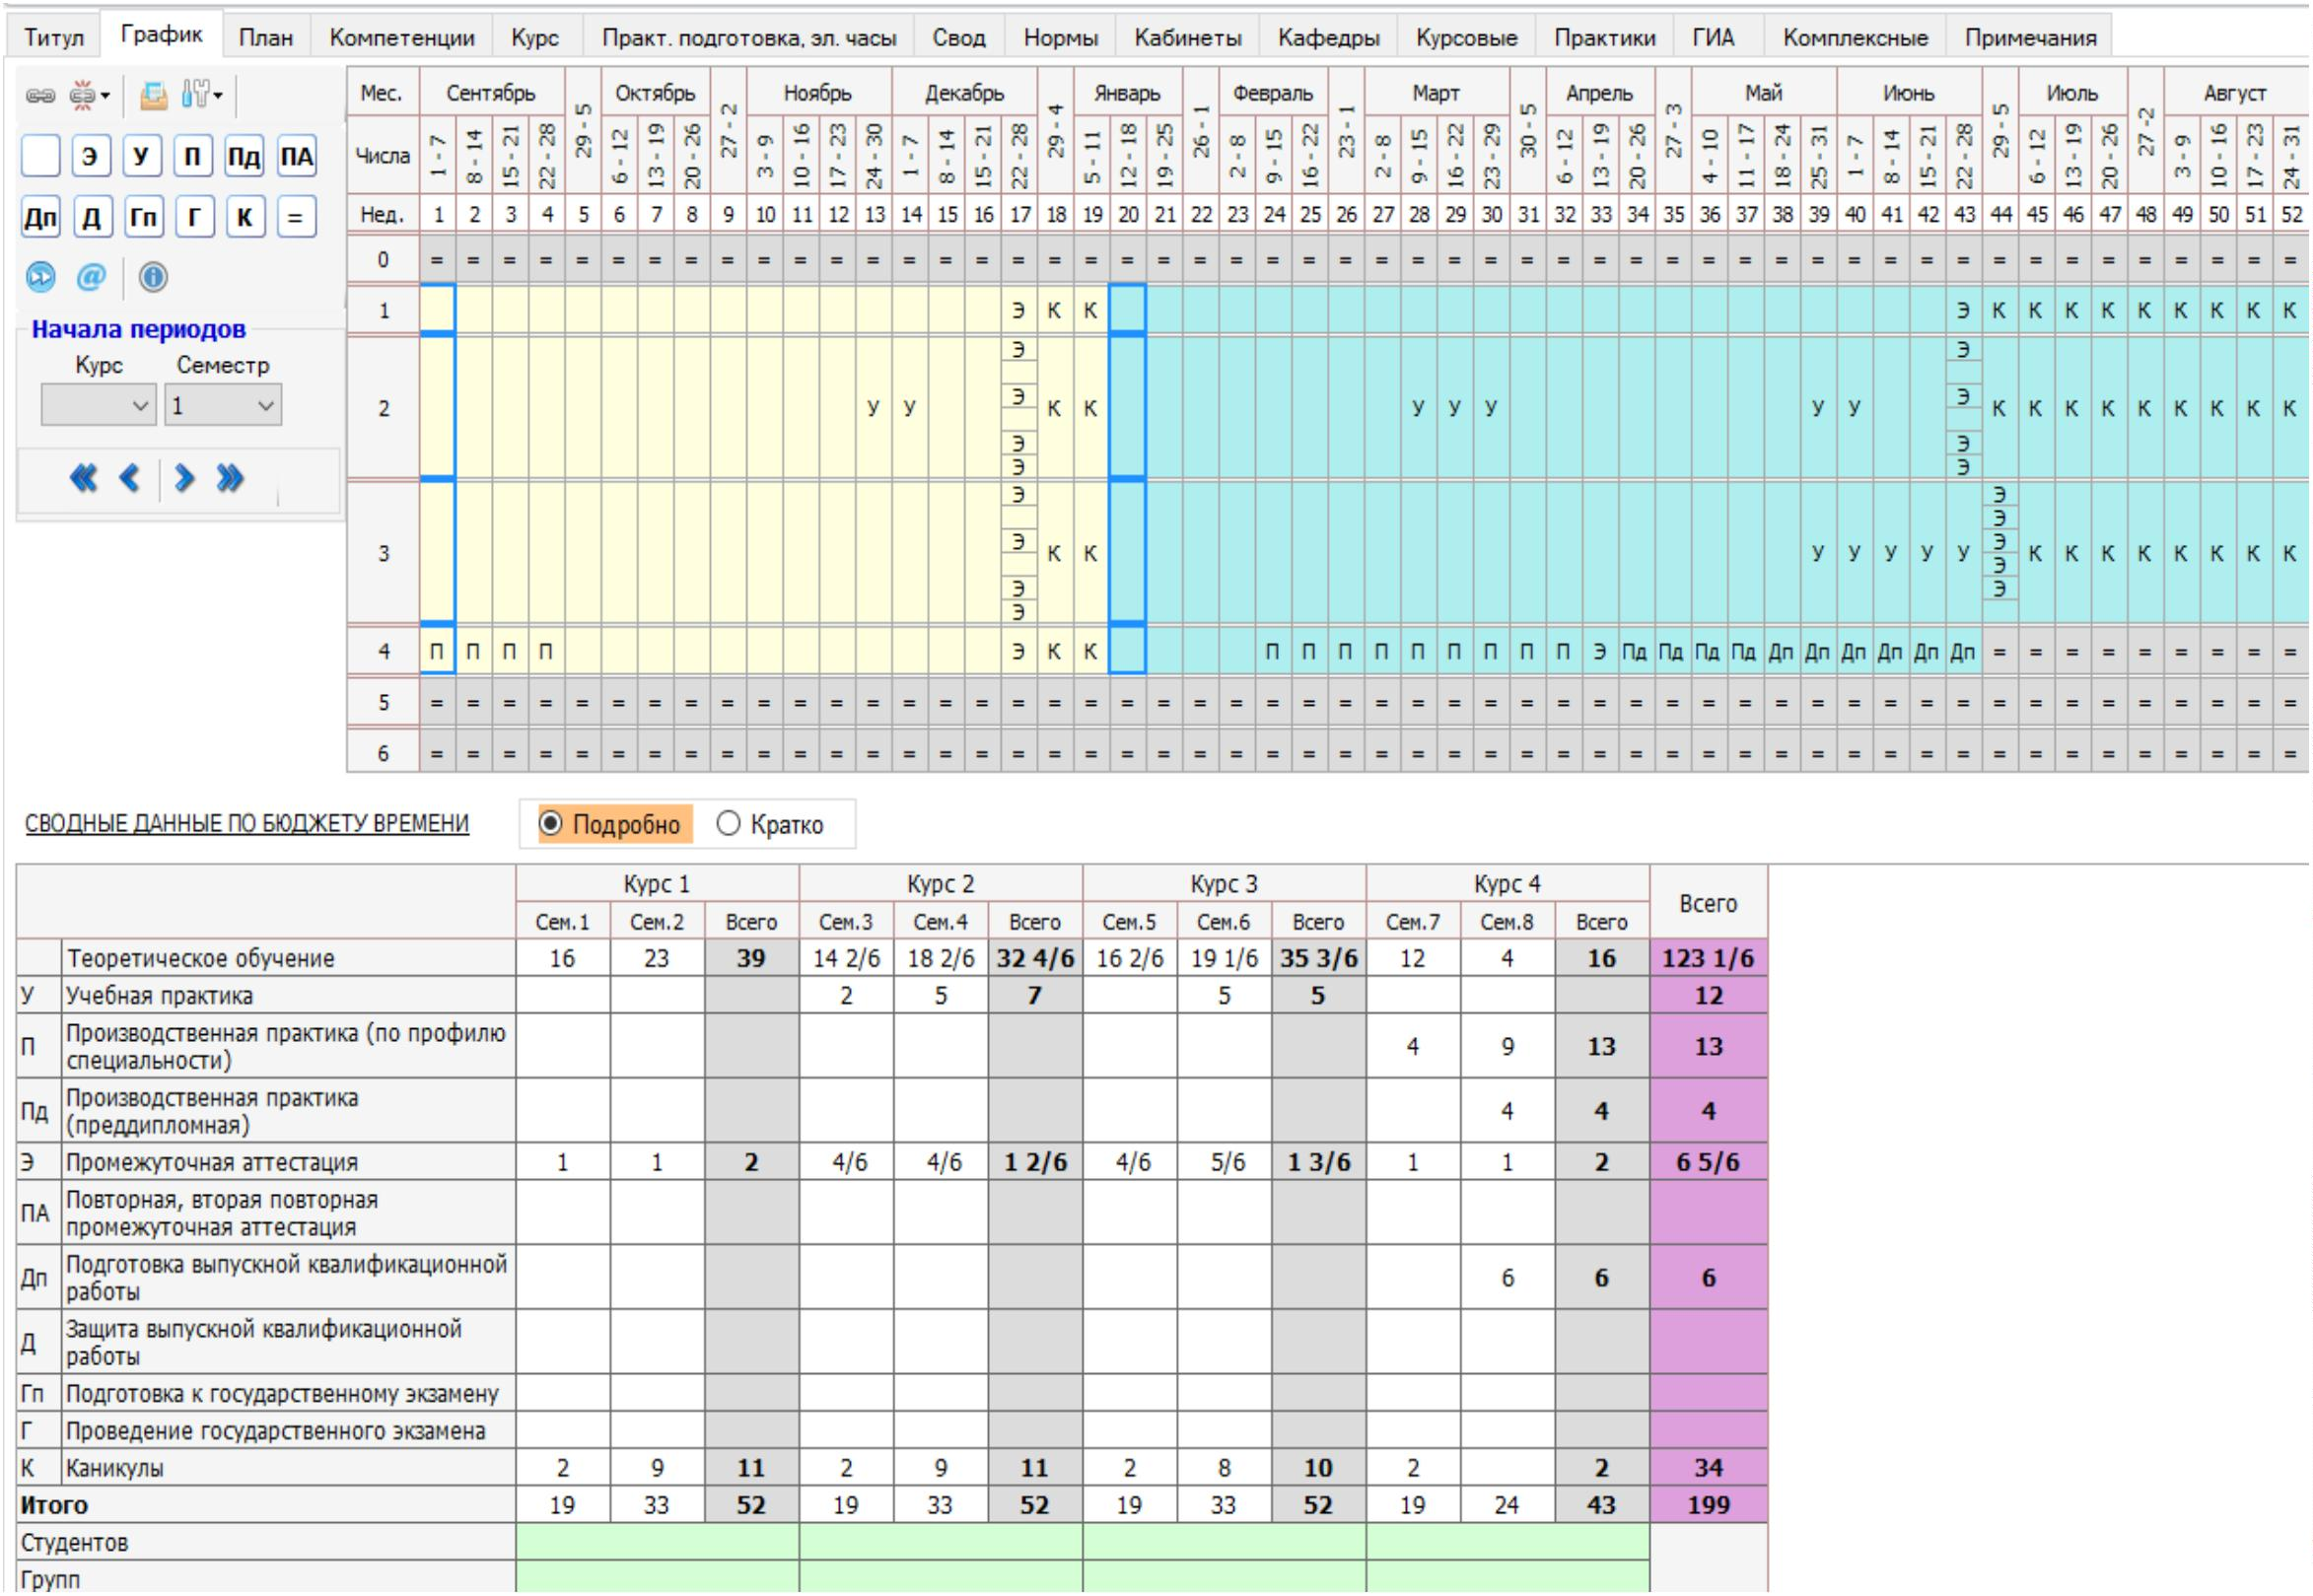 Титул График План Компетенции Курс Практ. подготовка, эл. часы Свод Нормы Кабинеты Кафедры Курсовые Практики ГИА Комплексные Примечания
Мес. Сентябрь 29 - 5 Октябрь 27 - 2 Ноябрь Декабрь 29 - 4 Январь 26 - 1 Февраль 23 - 1 Март 30 - 5 Апрель 27 - 3 Май Июнь 29 - 5 Июль 27 -2 Август
Э У П Пд ПА
Числа 1 - 7 8 - 14 15 - 21 22 - 28 6 - 12 13 - 19 20 - 26 3 - 9 10 - 16 17 - 23 24 - 30 1 - 7 8 - 14 15 - 21 22 - 28 5 - 11 12 - 18 19 - 25 2 - 8 9 - 15 16 - 22 2 - 8 9 - 15 16 - 22 23 - 29 6 - 12 13 - 19 20 - 26 4 - 10 11 - 17 18 - 24 25 - 31 1 - 7 8 - 14 15 - 21 22 - 28 6 - 12 13 - 19 20 - 26 3 - 9 10 - 16 17 - 23 24 - 31
Дп Д Гп Г К =
Нед. 1 2 3 4 5 6 7 8 9 10 11 12 13 14 15 16 17 18 19 20 21 22 23 24 25 26 27 28 29 30 31 32 33 34 35 36 37 38 39 40 41 42 43 44 45 46 47 48 49 50 51 52
0 = = = = = = = = = = = = = = = = = = = = = = = = = = = = = = = = = = = = = = = = = = = = = = = = = = = =
1 Э К К Э К К К К К К К К К
Начала периодов
Курс Семестр
1
2 Э Э Э Э У У К К У У У У У Э Э Э Э К К К К К К К К К
3 Э Э Э Э К К У У У У У Э Э Э Э Э К К К К К К К К
4 П П П П Э К К П П П П П П П П П Э Пд Пд Пд Пд Дп Дп Дп Дп Дп Дп = = = = = = = = =
5 = = = = = = = = = = = = = = = = = = = = = = = = = = = = = = = = = = = = = = = = = = = = = = = = = = = =
6 = = = = = = = = = = = = = = = = = = = = = = = = = = = = = = = = = = = = = = = = = = = = = = = = = = = =
СВОДНЫЕ ДАННЫЕ ПО БЮДЖЕТУ ВРЕМЕНИ Подробно Кратко
Курс 1 Курс 2 Курс 3 Курс 4 Всего
Сем.1 Сем.2 Всего Сем.3 Сем.4 Всего Сем.5 Сем.6 Всего Сем.7 Сем.8 Всего
Теоретическое обучение 16 23 39 14 2/6 18 2/6 32 4/6 16 2/6 19 1/6 35 3/6 12 4 16 123 1/6
У Учебная практика 2 5 7 5 5 12
П Производственная практика (по профилю
специальности) 4 9 13 13
Пд Производственная практика
(преддипломная) 4 4 4
Э Промежуточная аттестация 1 1 2 4/6 4/6 1 2/6 4/6 5/6 1 3/6 1 1 2 6 5/6
ПА Повторная, вторая повторная
промежуточная аттестация
Дп Подготовка выпускной квалификационной
работы 6 6 6
Д Защита выпускной квалификационной
работы
Гп Подготовка к государственному экзамену
Г Проведение государственного экзамена
К Каникулы 2 9 11 2 9 11 2 8 10 2 2 34
Итого 19 33 52 19 33 52 19 33 52 19 24 43 199
Студентов
Групп